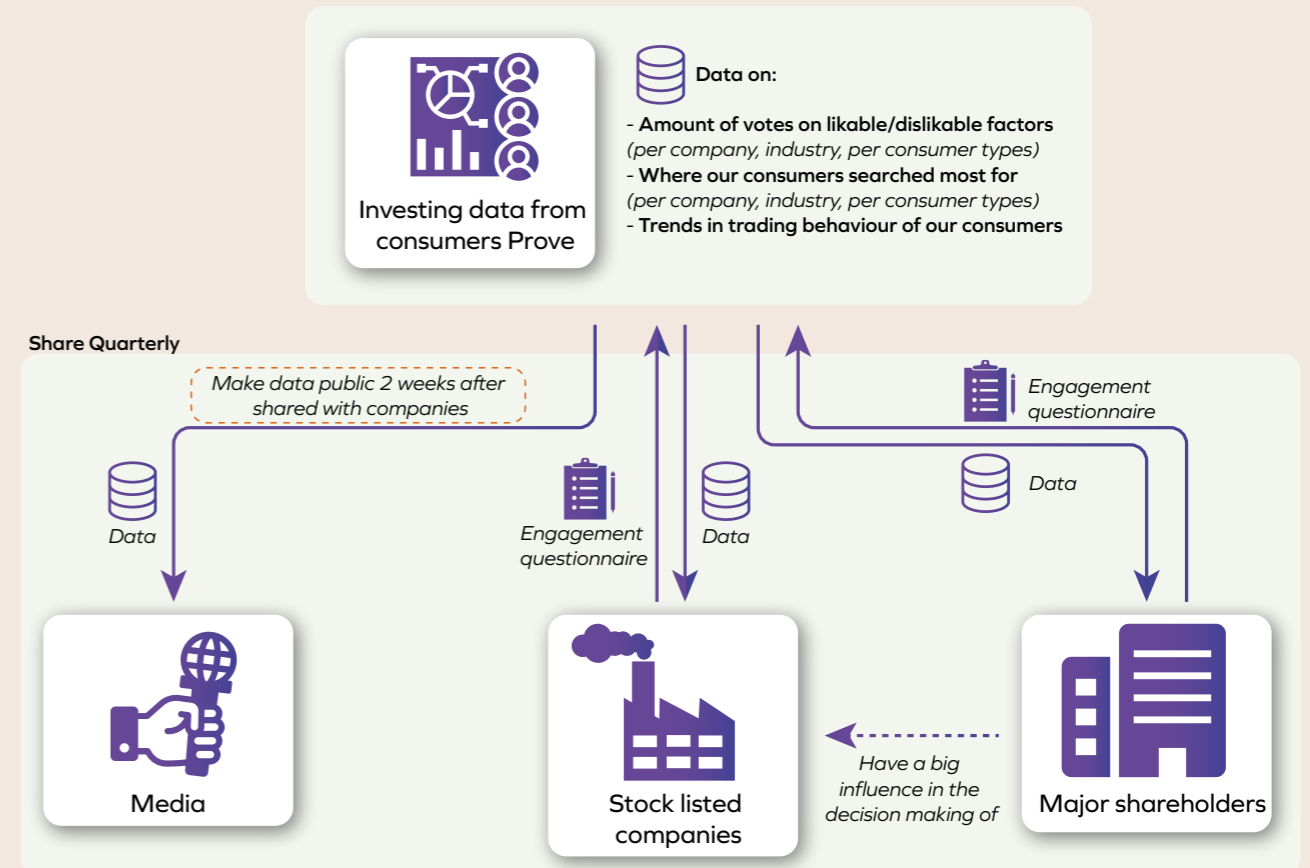 Investing data from
consumers Prove
Data on:
- Amount of votes on likable/dislikable factors
(per company, industry, per consumer types)
- Where our consumers searched most for
(per company, industry, per consumer types)
- Trends in trading behaviour of our consumers
Share Quarterly
Make data public 2 weeks after
shared with companies
Data
Engagement
questionnaire
Data
Engagement
questionnaire
Data
Media
Stock listed
companies
Have a big
influence in the
decision making of
Major shareholders